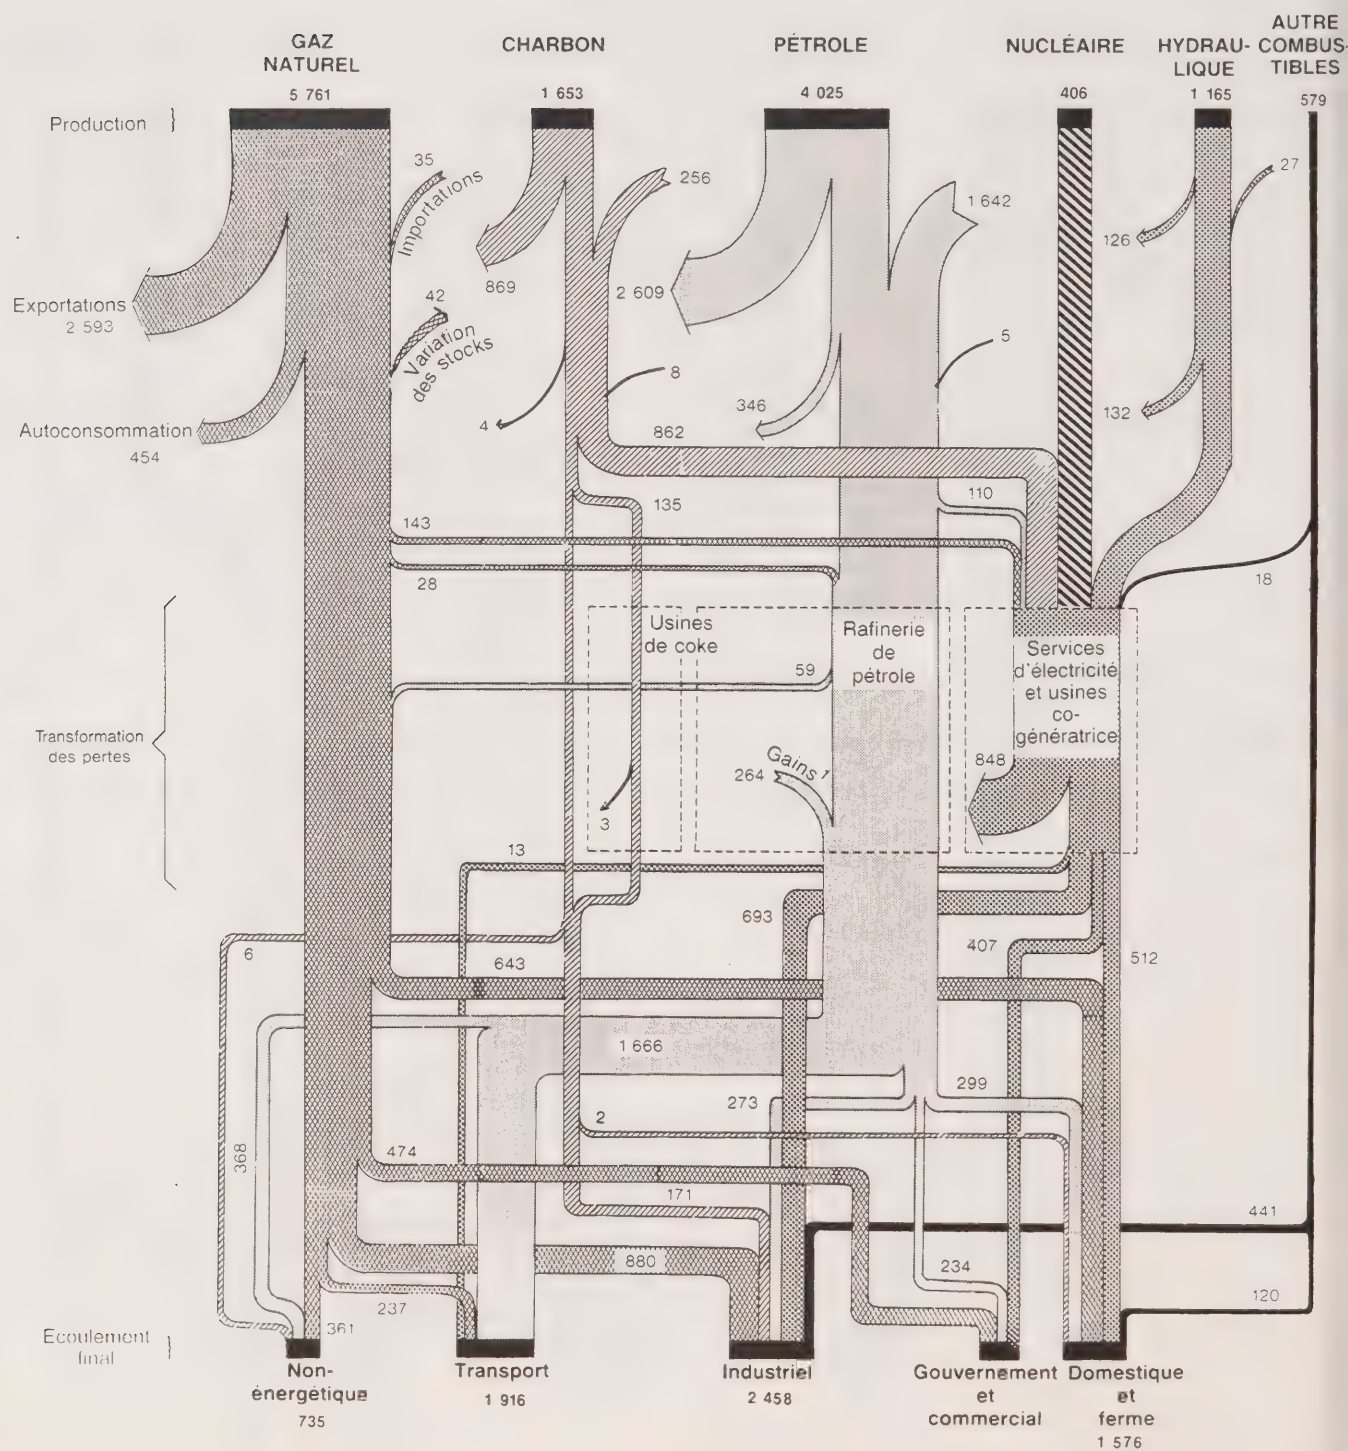 GAZ
NATUREL
5 761
CHARBON
1 653
PÉTROLE
4 025
NUCLÉAIRE
406
HYDRAU-
LIQUE
1 165
AUTRE
COMBUS-
TIBLES
579
Production
35
Importations
256
1 642
27
126
Exportations
2 593
869
2 609
42
Variation
des stocks
8
5
4
346
132
Autoconsommation
454
862
135
110
143
28
18
Usines
de coke
Rafinerie
de
pétrole
Services
d'électricité
et usines
co-
génératrice
59
Transformation
des pertes
Gains 1
264
848
3
13
693
407
512
6
643
1 666
273
299
2
368
474
171
441
880
234
120
237
361
Ecoulement
final
Non-
énergétique
735
Transport
1 916
Industriel
2 458
Gouvernement
et
commercial
Domestique
et
ferme
1 576